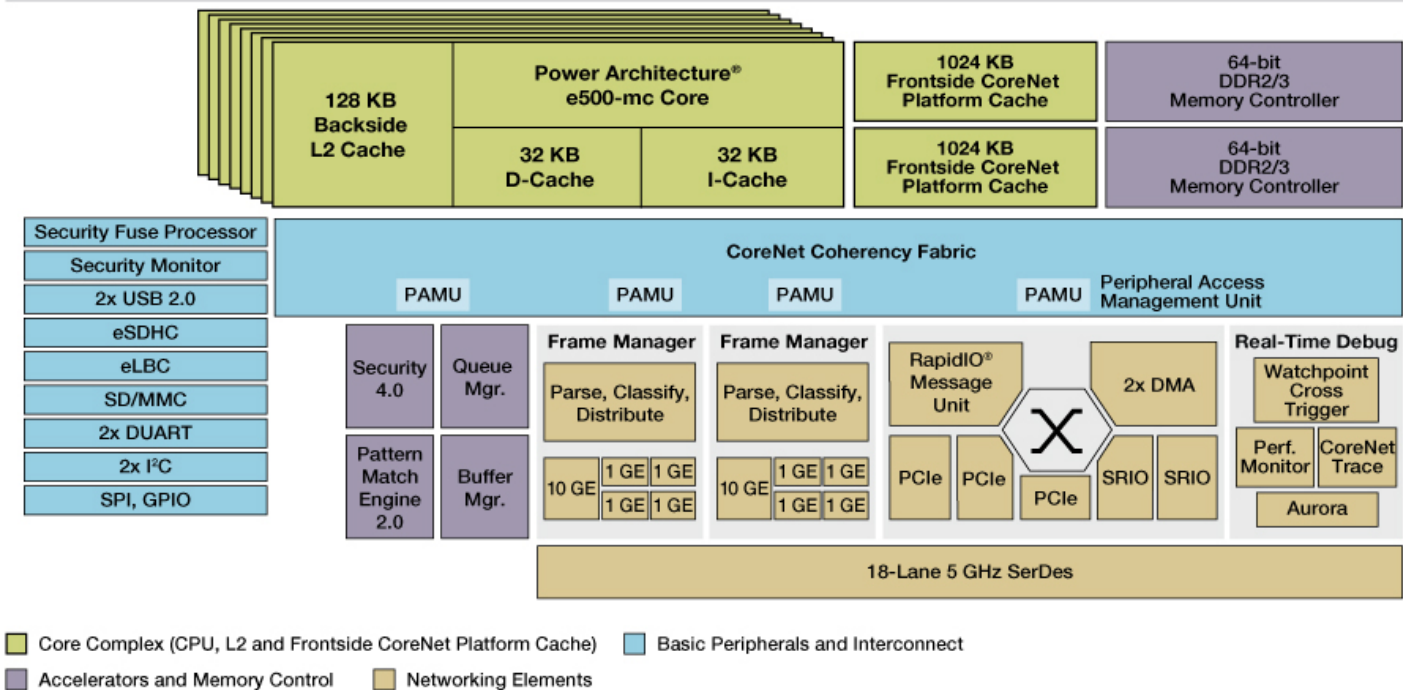 128 KB
Backside
L2 Cache
Power Architecture®
e500-mc Core
32 KB
D-Cache
32 KB
I-Cache
1024 KB
Frontside CoreNet
Platform Cache
1024 KB
Frontside CoreNet
Platform Cache
64-bit
DDR2/3
Memory Controller
64-bit
DDR2/3
Memory Controller
Security Fuse Processor
Security Monitor
2x USB 2.0
eSDHC
eLBC
SD/MMC
2x DUART
2x I²C
SPI, GPIO
CoreNet Coherency Fabric
PAMU
PAMU
PAMU
PAMU
Peripheral Access
Management Unit
Security
4.0
Queue
Mgr.
Pattern
Match
Engine
2.0
Buffer
Mgr.
Frame Manager
Parse, Classify,
Distribute
10 GE
1 GE
1 GE
1 GE
1 GE
Frame Manager
Parse, Classify,
Distribute
10 GE
1 GE
1 GE
1 GE
1 GE
RapidIO®
Message
Unit
2x DMA
PCIe
PCIe
PCIe
SRIO
SRIO
Real-Time Debug
Watchpoint
Cross
Trigger
Perf.
Monitor
CoreNet
Trace
Aurora
18-Lane 5 GHz SerDes
Core Complex (CPU, L2 and Frontside CoreNet Platform Cache)
Basic Peripherals and Interconnect
Accelerators and Memory Control
Networking Elements